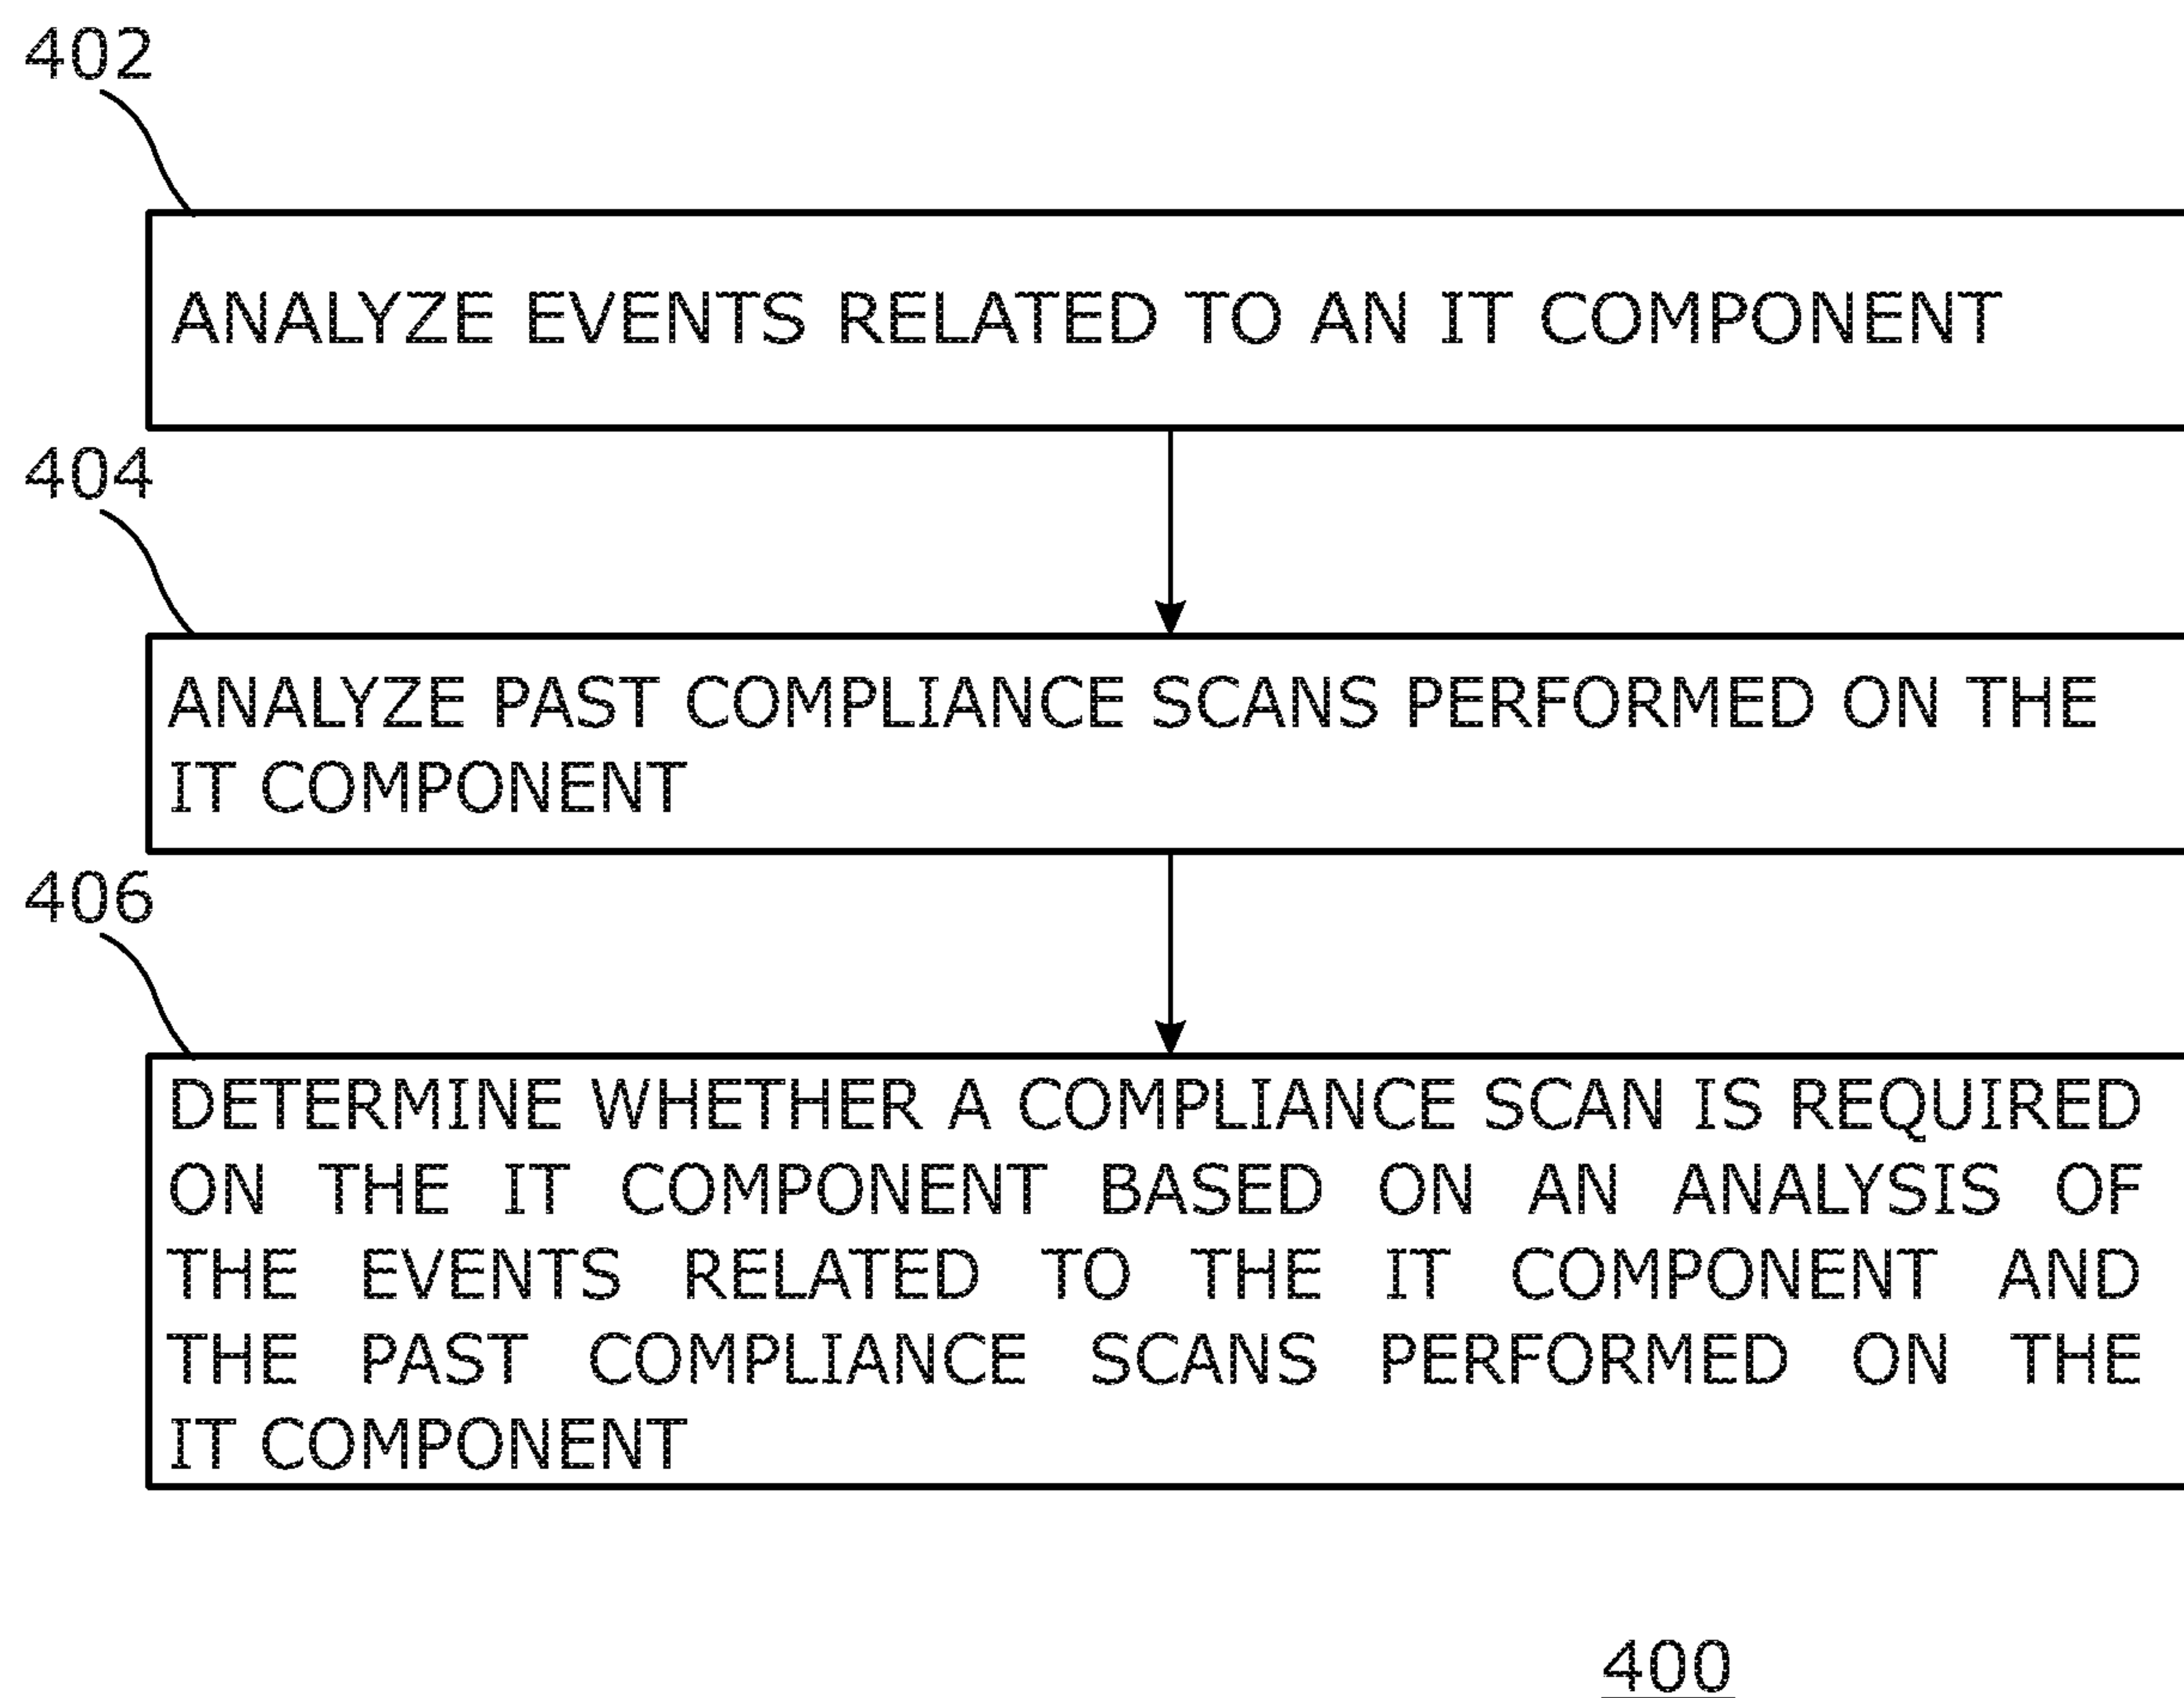 402
ANALYZE EVENTS RELATED TO AN IT COMPONENT
404
ANALYZE PAST COMPLIANCE SCANS PERFORMED ON THE
IT COMPONENT
406
DETERMINE WHETHER A COMPLIANCE SCAN IS REQUIRED
ON THE IT COMPONENT BASED ON AN ANALYSIS OF
THE EVENTS RELATED TO THE IT COMPONENT AND
THE PAST COMPLIANCE SCANS PERFORMED ON THE
IT COMPONENT
400